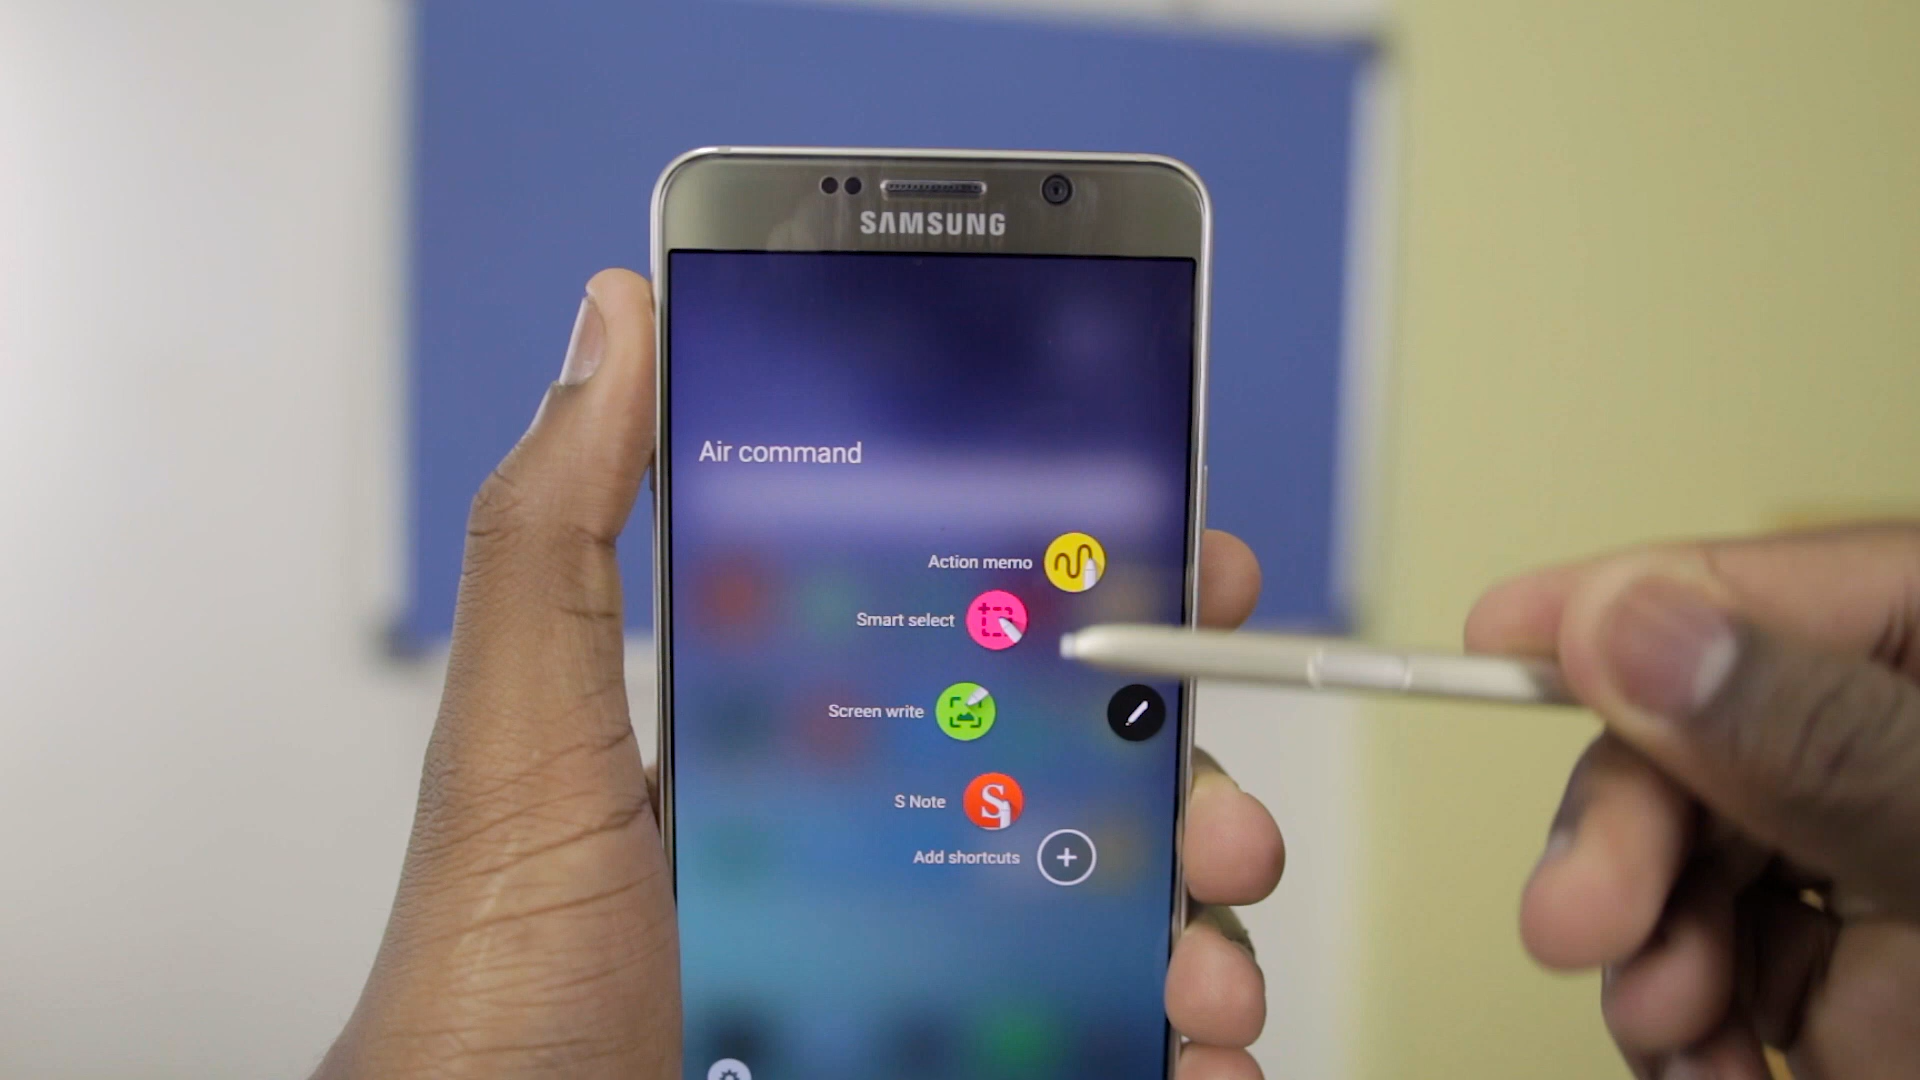 SAMSUNG
Air command
Action memo
Smart select
Screen write
S Note
S
Add shortcuts